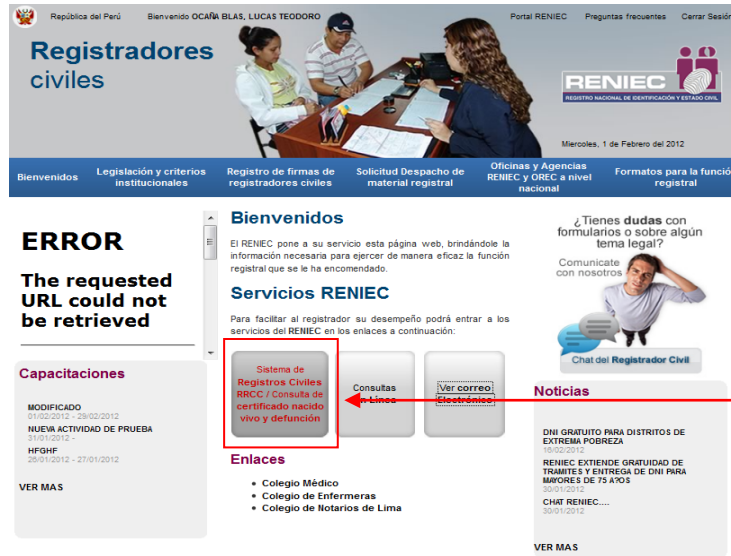 República del Perú Bienvenido OCAÑA BLAS, LUCAS TEODORO Portal RENIEC Preguntas frecuentes Cerrar Sesión
Registradores
civiles
RENIEC
REGISTRO NACIONAL DE IDENTIFICACIÓN Y ESTADO CIVIL
Miercoles, 1 de Febrero del 2012
Bienvenidos
Legislación y criterios
institucionales
Registro de firmas de
registradores civiles
Solicitud Despacho de
material registral
Oficinas y Agencias
RENIEC y OREC a nivel
nacional
Formatos para la funció
registral
ERROR
The requested
URL could not
be retrieved
Capacitaciones
MODIFICADO
01/02/2012 - 29/02/2012
NUEVA ACTIVIDAD DE PRUEBA
31/01/2012 -
HFGHF
26/01/2012 - 27/01/2012
VER MAS
Bienvenidos
El RENIEC pone a su servicio esta página web, brindándole la
información necesaria para ejercer de manera eficaz la función
registral que se le ha encomendado.
Servicios RENIEC
Para facilitar al registrador su desempeño podrá entrar a los
servicios del RENIEC en los enlaces a continuación:
Sistema de
Registros Civiles
RRCC / Consulta de
certificado nacido
vivo y defunción
Consultas
en Línea
Ver correo
Electrónico
Enlaces
• Colegio Médico
• Colegio de Enfermeras
• Colegio de Notarios de Lima
¿Tienes dudas con
formularios o sobre algún
tema legal?
Comunicate
con nosotros
Chat del Registrador Civil
Noticias
DNI GRATUITO PARA DISTRITOS DE
EXTREMA POBREZA
16/02/2012
RENIEC EXTIENDE GRATUIDAD DE
TRAMITES Y ENTREGA DE DNI PARA
MAYORES DE 75 A?OS
30/01/2012
CHAT RENIEC....
30/01/2012
VER MAS